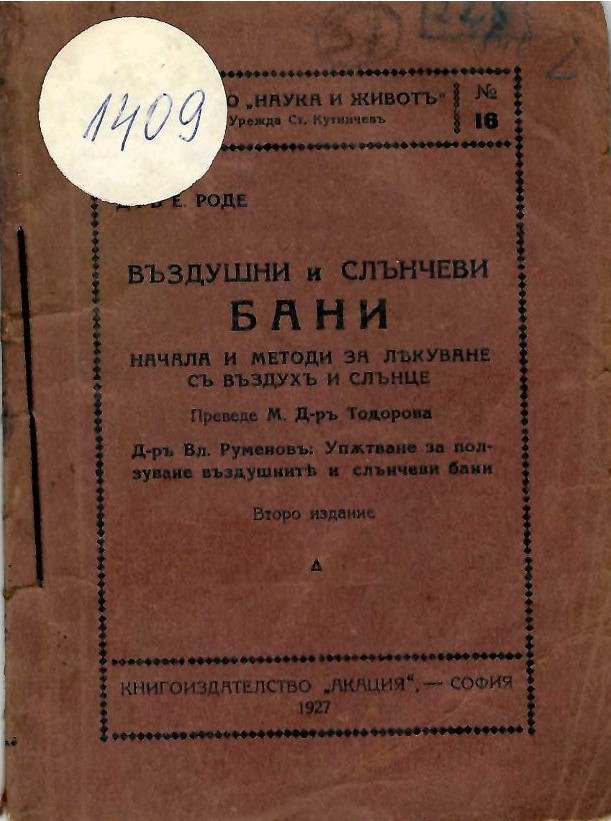 1409
„НАУКА И ЖИВОТЪ“
Урежда Ст. Кутинчевъ
№
16
Е. РОДЕ
ВЪЗДУШНИ и СЛЪНЧЕВИ
БАНИ
НАЧАЛА И МЕТОДИ ЗА ЛѢКУВАНЕ
СЪ ВЪЗДУХЪ И СЛЪНЦЕ
Преведе М. Д-ръ Тодорова
Д-ръ Вл. Руменовъ: Упѫтване за пол-
зуване въздушнитѣ и слънчеви бани
Второ издание
КНИГОИЗДАТЕЛСТВО „АКАЦИЯ“, — СОФИЯ
1927